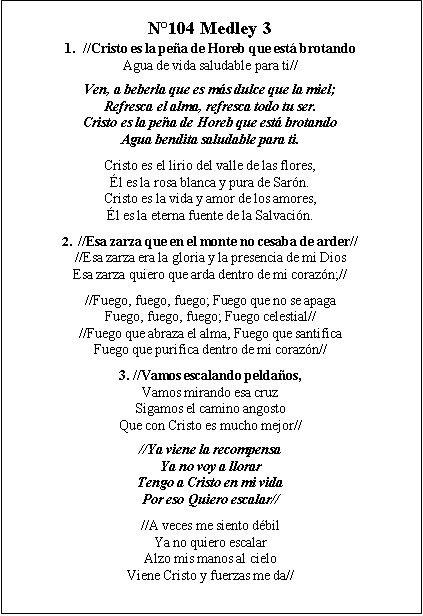 N°104 Medley 3
1. //Cristo es la peña de Horeb que está brotando
Agua de vida saludable para ti//
Ven, a beberla que es más dulce que la miel;
Refresca el alma, refresca todo tu ser.
Cristo es la peña de Horeb que está brotando
Agua bendita saludable para ti.
Cristo es el lirio del valle de las flores,
Él es la rosa blanca y pura de Sarón.
Cristo es la vida y amor de los amores,
Él es la eterna fuente de la Salvación.
2. //Esa zarza que en el monte no cesaba de arder//
//Esa zarza era la gloria y la presencia de mi Dios
Esa zarza quiero que arda dentro de mi corazón;//
//Fuego, fuego, fuego; Fuego que no se apaga
Fuego, fuego, fuego; Fuego celestial//
//Fuego que abraza el alma, Fuego que santifica
Fuego que purifica dentro de mi corazón//
3. //Vamos escalando peldaños,
Vamos mirando esa cruz
Sigamos el camino angosto
Que con Cristo es mucho mejor//
//Ya viene la recompensa
Ya no voy a llorar
Tengo a Cristo en mi vida
Por eso Quiero escalar//
//A veces me siento débil
Ya no quiero escalar
Alzo mis manos al cielo
Viene Cristo y fuerzas me da//